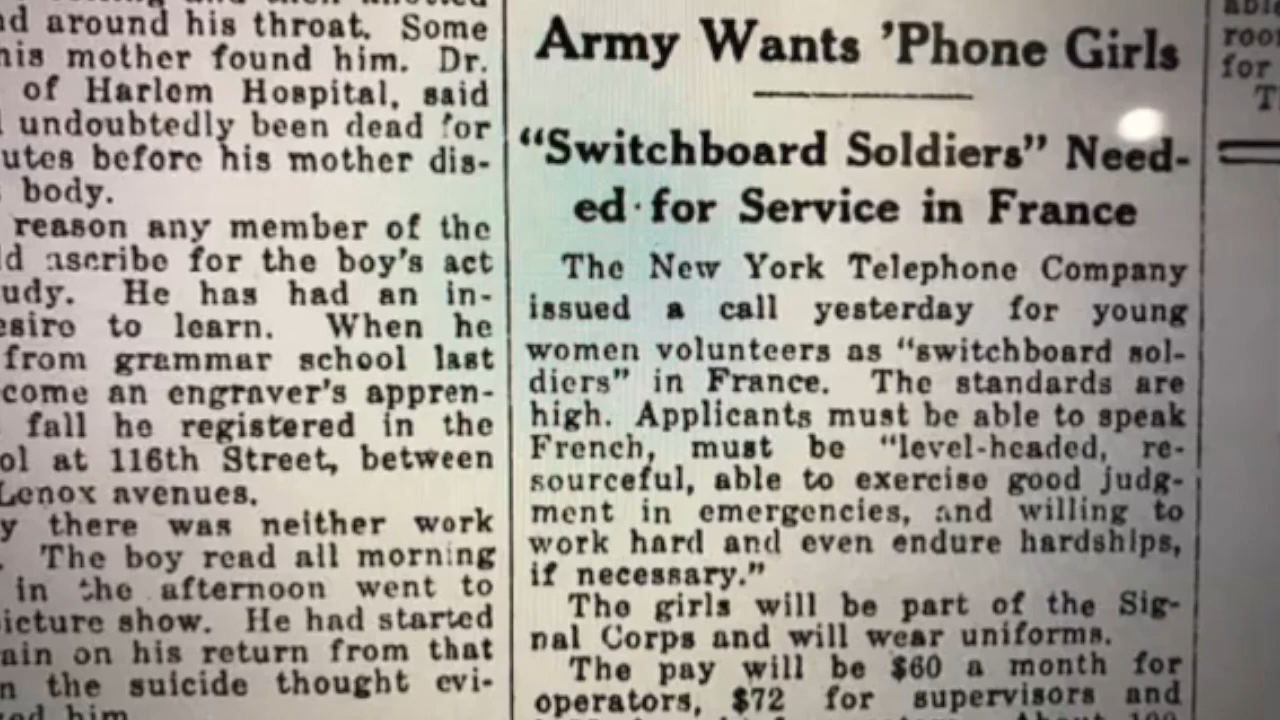 d around his throat. Some
his mother found him. Dr.
of Harlem Hospital, said
undoubtedly been dead for
utes before his mother dis-
body.
reason any member of the
ld ascribe for the boy's act
udy. He has had an in-
esire to learn. When he
from grammar school last
come an engraver's appren-
fall he registered in the
ol at 116th Street, between
Lenox avenues.
y there was neither work
The boy read all morning
in the afternoon went to
picture show. He had started
ain on his return from that
n the suicide thought evi-
him
Army Wants 'Phone Girls
"Switchboard Soldiers" Need-
ed for Service in France
The New York Telephone Company
issued a call yesterday for young
women volunteers as "switchboard sol-
diers" in France. The standards are
high. Applicants must be able to speak
French, must be "level-headed, re-
sourceful, able to exercise good judg-
ment in emergencies, and willing to
work hard and even endure hardships,
if necessary."
The girls will be part of the Sig-
nal Corps and will wear uniforms.
The pay will be $60 a month for
operators, $72 for supervisors and
roo
for
T